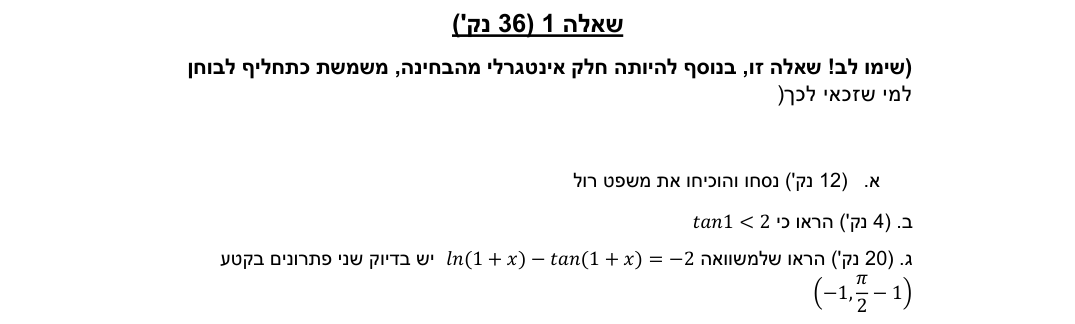 שאלה 1 (36 נק')
(שימו לב! שאלה זו, בנוסף להיותה חלק אינטגרלי מהבחינה, משמשת כתחליף לבוחן
למי שזכאי לכך(
א. (12 נק') נסחו והוכיחו את משפט רול
ב. (4 נק') הראו כי tan1 < 2
ג. (20 נק') הראו שלמשוואה ln(1 + x) − tan(1 + x) = −2 יש בדיוק שני פתרונים בקטע
(−1, π/2 − 1)